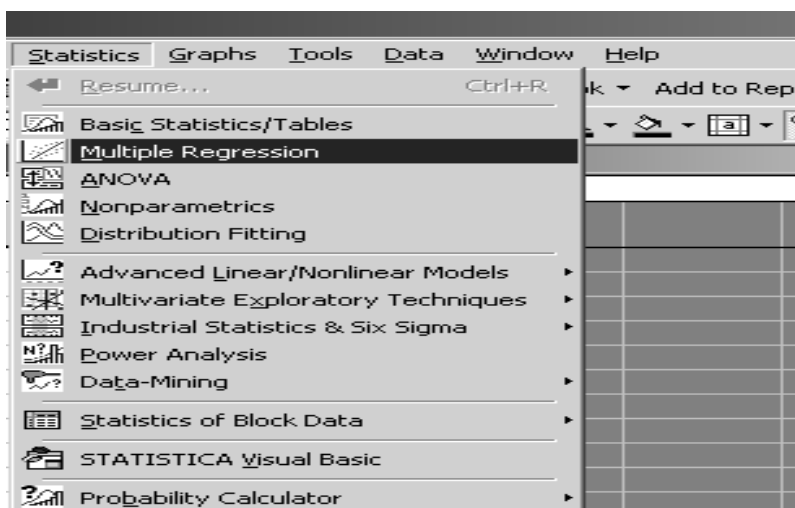 Statistics Graphs Tools Data Window Help
Resume... Ctrl+R
Add to Rep
Basic Statistics/Tables
Multiple Regression
ANOVA
Nonparametrics
Distribution Fitting
Advanced Linear/Nonlinear Models
Multivariate Exploratory Techniques
Industrial Statistics & Six Sigma
Power Analysis
Data-Mining
Statistics of Block Data
STATISTICA Visual Basic
Probability Calculator